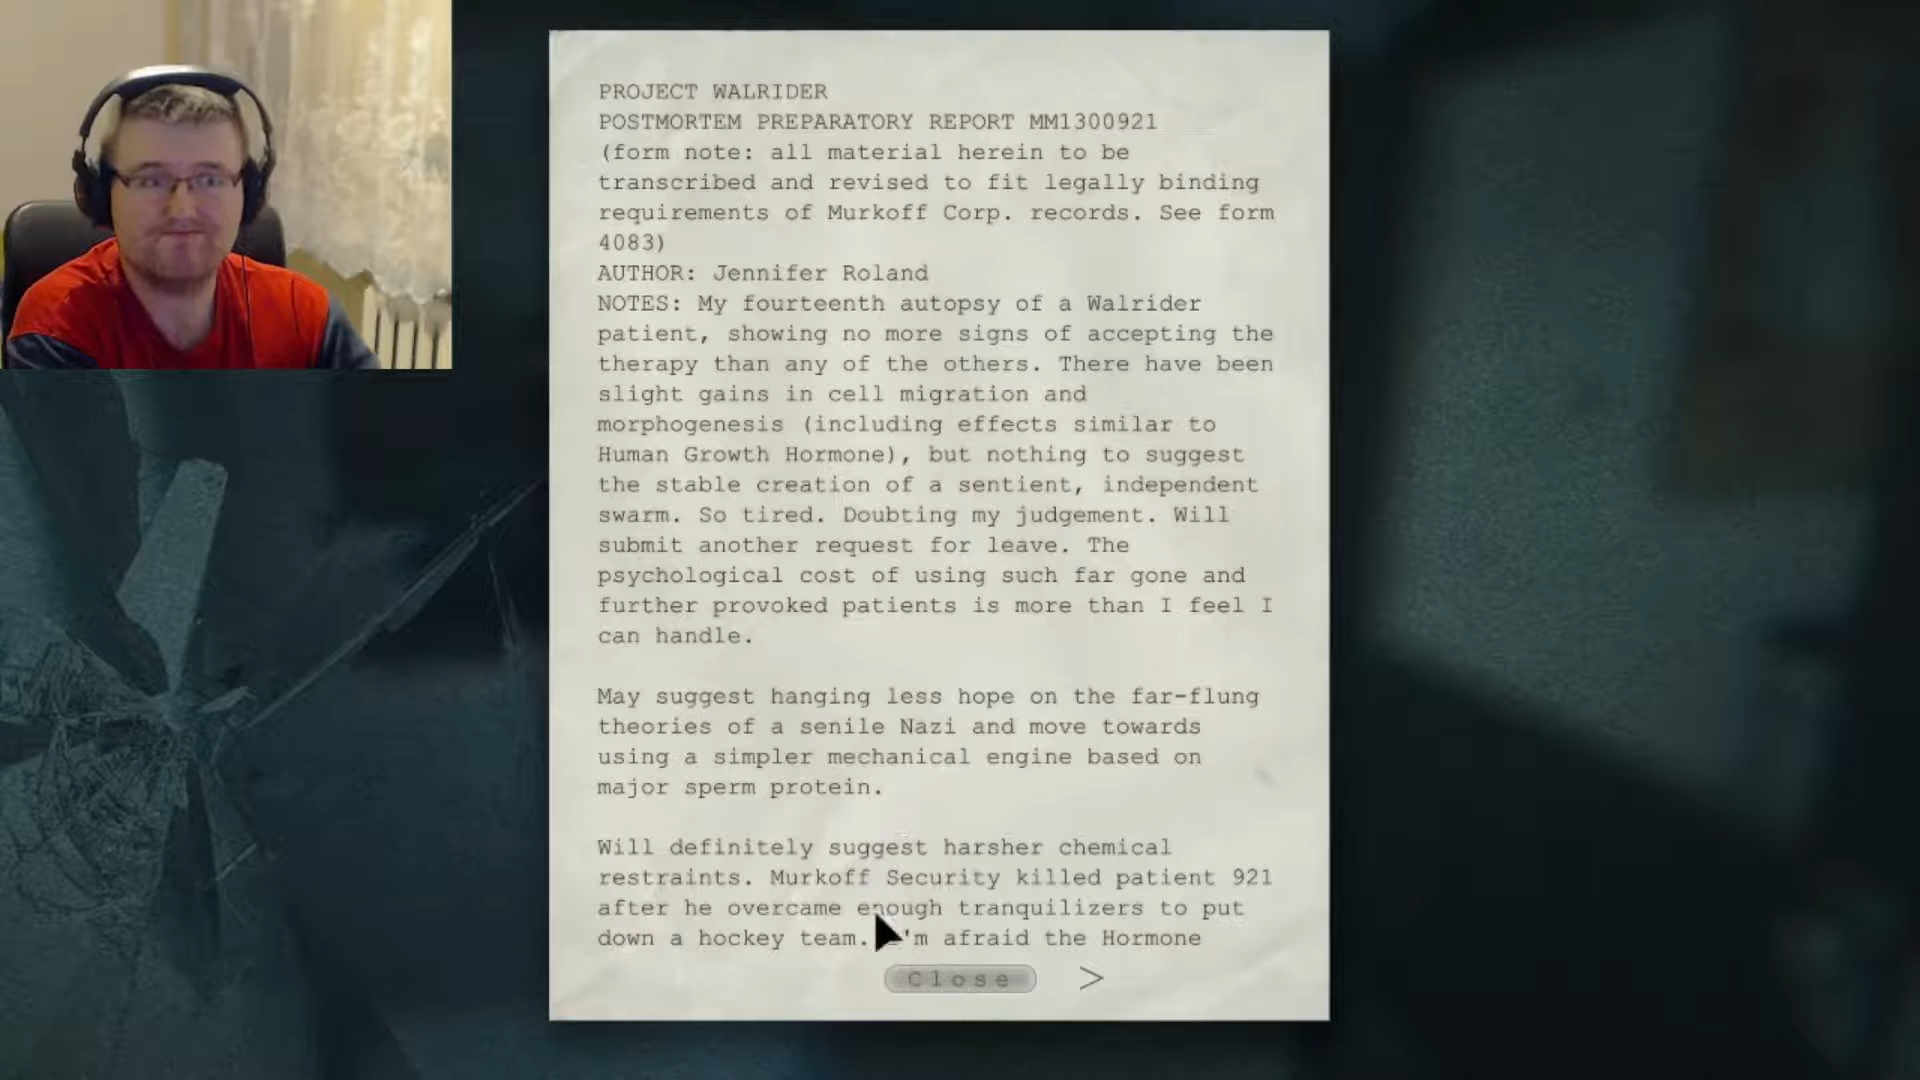 PROJECT WALRIDER
POSTMORTEM PREPARATORY REPORT MM1300921
(form note: all material herein to be
transcribed and revised to fit legally binding
requirements of Murkoff Corp. records. See form
4083)
AUTHOR: Jennifer Roland
NOTES: My fourteenth autopsy of a Walrider
patient, showing no more signs of accepting the
therapy than any of the others. There have been
slight gains in cell migration and
morphogenesis (including effects similar to
Human Growth Hormone), but nothing to suggest
the stable creation of a sentient, independent
swarm. So tired. Doubting my judgement. Will
submit another request for leave. The
psychological cost of using such far gone and
further provoked patients is more than I feel I
can handle.
May suggest hanging less hope on the far-flung
theories of a senile Nazi and move towards
using a simpler mechanical engine based on
major sperm protein.
Will definitely suggest harsher chemical
restraints. Murkoff Security killed patient 921
after he overcame enough tranquilizers to put
down a hockey team. I'm afraid the Hormone
Close >